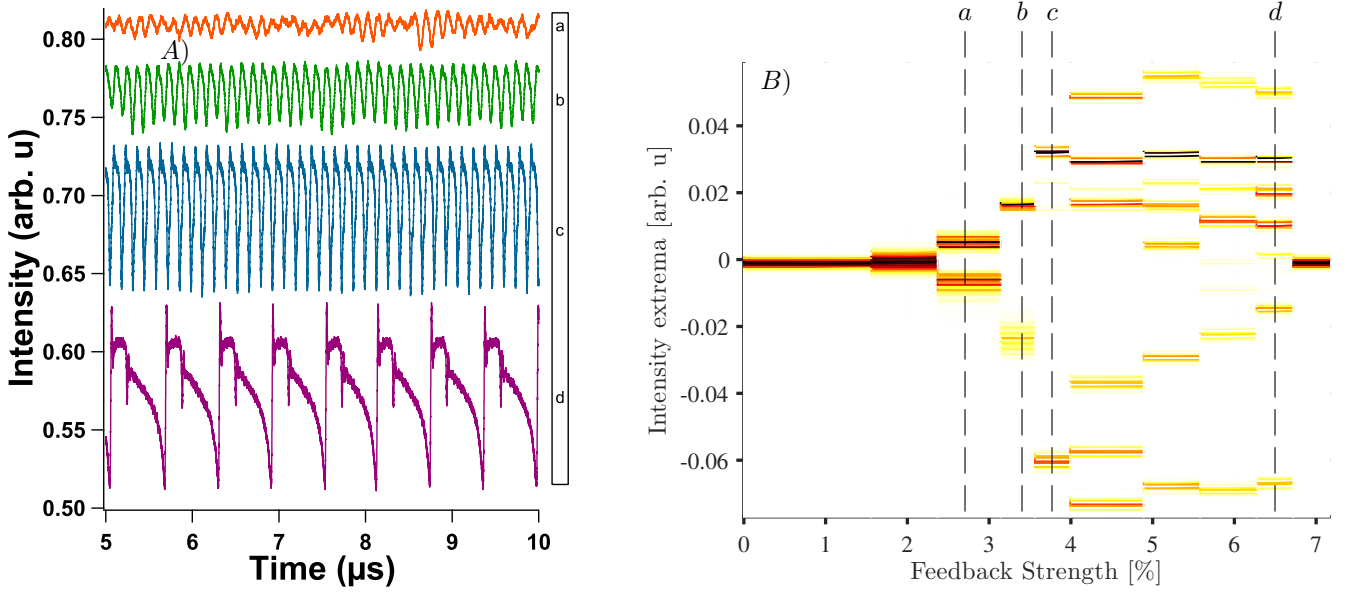 A)
Intensity (arb. u)
0.80
0.75
0.70
0.65
0.60
0.55
0.50
5
6
7
8
9
10
Time (µs)
a
b
c
d
a
b
c
d
B)
Intensity extrema [arb. u]
0.04
0.02
0
-0.02
-0.04
-0.06
0
1
2
3
4
5
6
7
Feedback Strength [%]